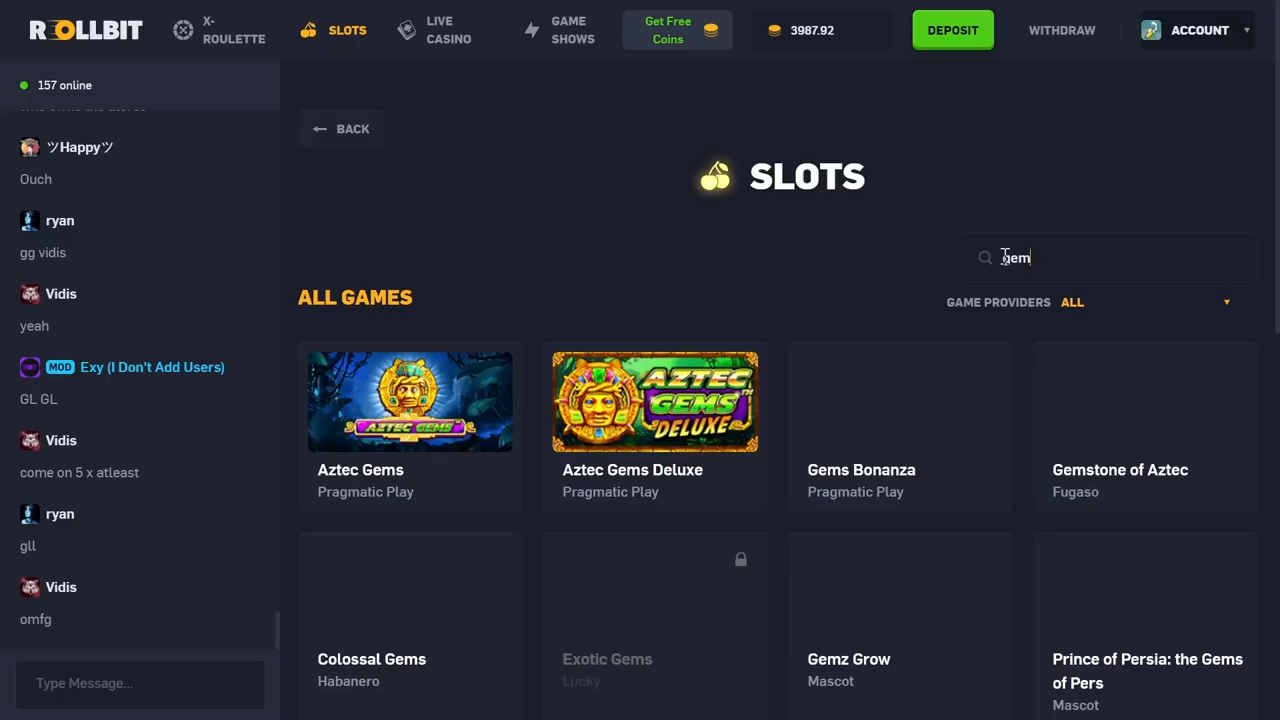 ROLLBIT
X-
ROULETTE
SLOTS
LIVE
CASINO
GAME
SHOWS
Get Free
Coins
3987.92
DEPOSIT
WITHDRAW
ACCOUNT
157 online
ツHappyツ
Ouch
ryan
gg vidis
Vidis
yeah
MOD Exy (I Don't Add Users)
GL GL
Vidis
come on 5 x atleast
ryan
gll
Vidis
omfg
Type Message...
← BACK
SLOTS
gem
ALL GAMES
GAME PROVIDERS ALL
AZTEC GEMS
AZTEC
GEMS™
DELUXE
Aztec Gems
Pragmatic Play
Aztec Gems Deluxe
Pragmatic Play
Gems Bonanza
Pragmatic Play
Gemstone of Aztec
Fugaso
Colossal Gems
Habanero
Exotic Gems
Lucky
Gemz Grow
Mascot
Prince of Persia: the Gems
of Pers
Mascot